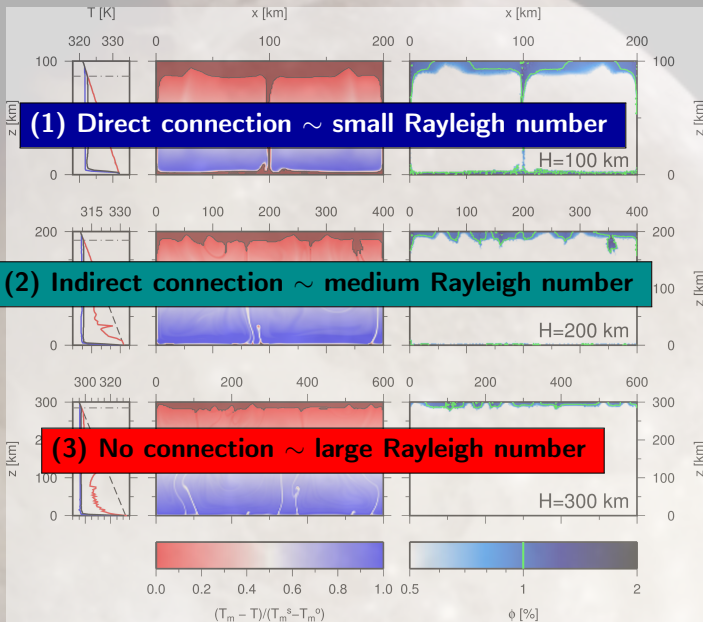 T [K] x [km] x [km]
320 330 0 100 200 0 100 200
100 100
z [km] z [km]
(1) Direct connection ∼ small Rayleigh number
H=100 km
0 0
315 330 0 100 200 300 400 0 100 200 300 400
200 200
(2) Indirect connection ∼ medium Rayleigh number
100
H=200 km
0 0
300 320 0 200 400 600 0 200 400 600
300 300
200
z [km] z [km]
(3) No connection ∼ large Rayleigh number
100 100
H=300 km
0 0
0.0 0.2 0.4 0.6 0.8 1.0 0.5 1 2
(Tₘ − T)/(Tₘˢ−Tₘ⁰) ϕ [%]